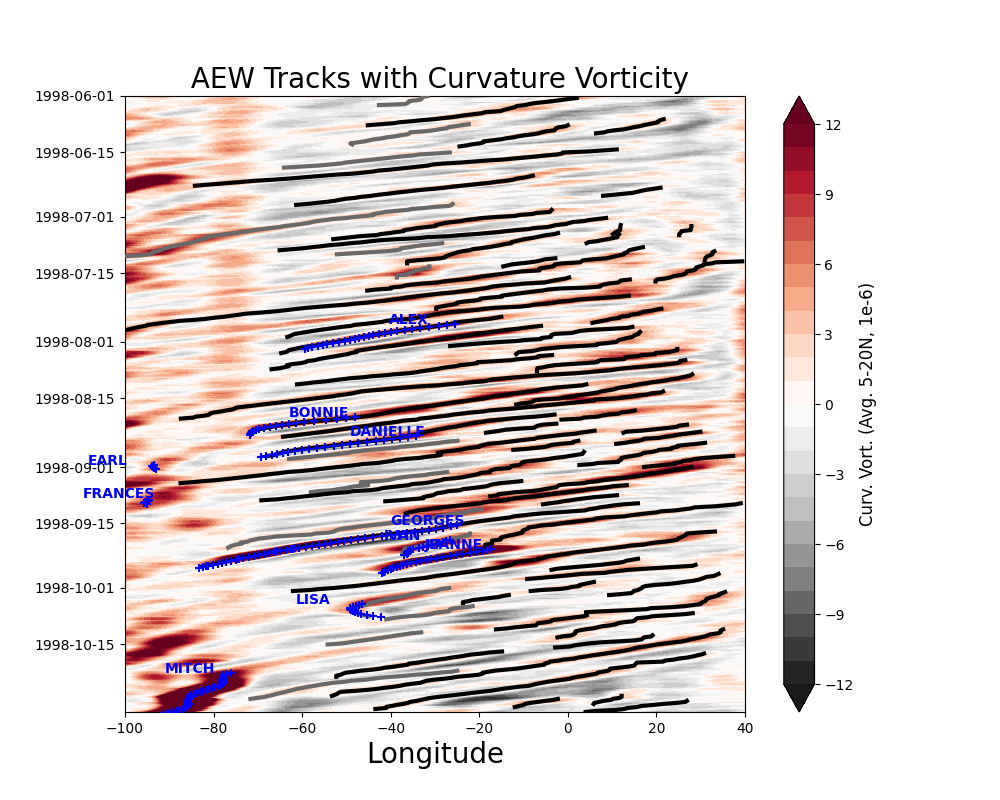 AEW Tracks with Curvature Vorticity
1998-06-01
1998-06-15
1998-07-01
1998-07-15
1998-08-01
1998-08-15
1998-09-01
1998-09-15
1998-10-01
1998-10-15
ALEX
BONNIE
DANIELLE
EARL
FRANCES
GEORGES
IVAN
JEANNE
LISA
MITCH
−100
−80
−60
−40
−20
0
20
40
Longitude
12
9
6
3
0
−3
−6
−9
−12
Curv. Vort. (Avg. 5-20N, 1e-6)